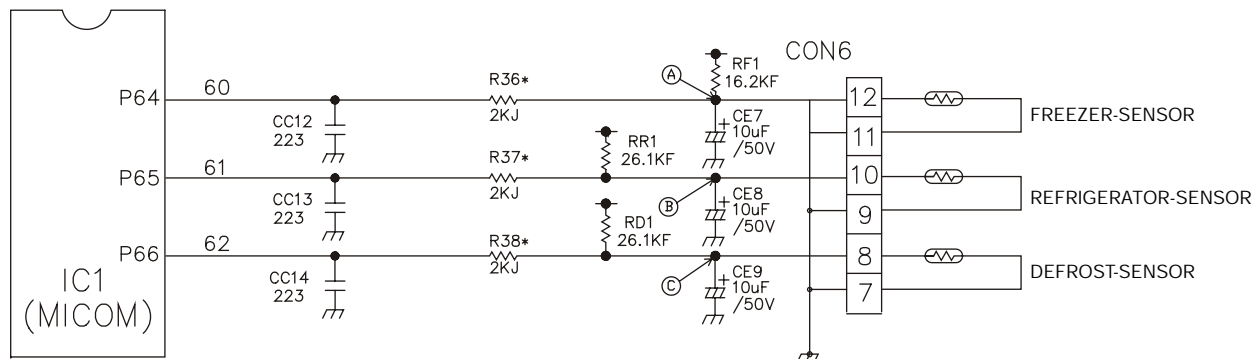 CON6
RF1
16.2KF
A
P64
60
R36*
2KJ
CC12
223
CE7
+
10uF
/50V
12
11
FREEZER-SENSOR
RR1
26.1KF
P65
61
R37*
2KJ
CC13
223
B
CE8
+
10uF
/50V
10
9
REFRIGERATOR-SENSOR
RD1
26.1KF
P66
62
R38*
2KJ
CC14
223
C
CE9
+
10uF
/50V
8
7
DEFROST-SENSOR
IC1
(MICOM)